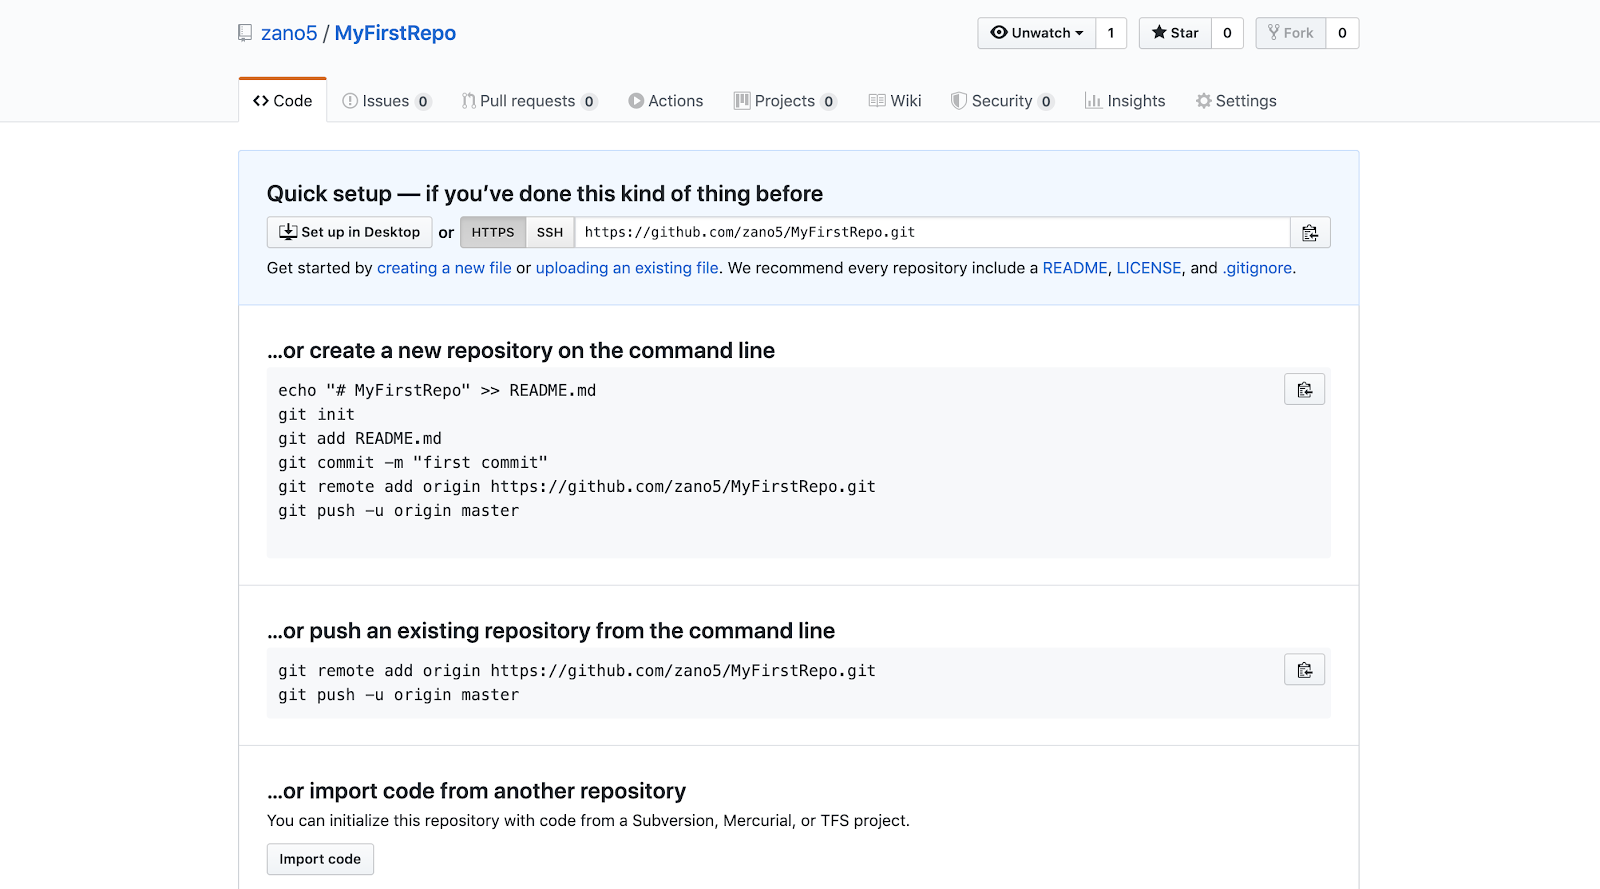 zano5 / MyFirstRepo
Unwatch 1 Star 0 Fork 0
Code Issues 0 Pull requests 0 Actions Projects 0 Wiki Security 0 Insights Settings
Quick setup — if you’ve done this kind of thing before
Set up in Desktop or HTTPS SSH https://github.com/zano5/MyFirstRepo.git
Get started by creating a new file or uploading an existing file. We recommend every repository include a README, LICENSE, and .gitignore.
…or create a new repository on the command line
echo "# MyFirstRepo" >> README.md
git init
git add README.md
git commit -m "first commit"
git remote add origin https://github.com/zano5/MyFirstRepo.git
git push -u origin master
…or push an existing repository from the command line
git remote add origin https://github.com/zano5/MyFirstRepo.git
git push -u origin master
…or import code from another repository
You can initialize this repository with code from a Subversion, Mercurial, or TFS project.
Import code